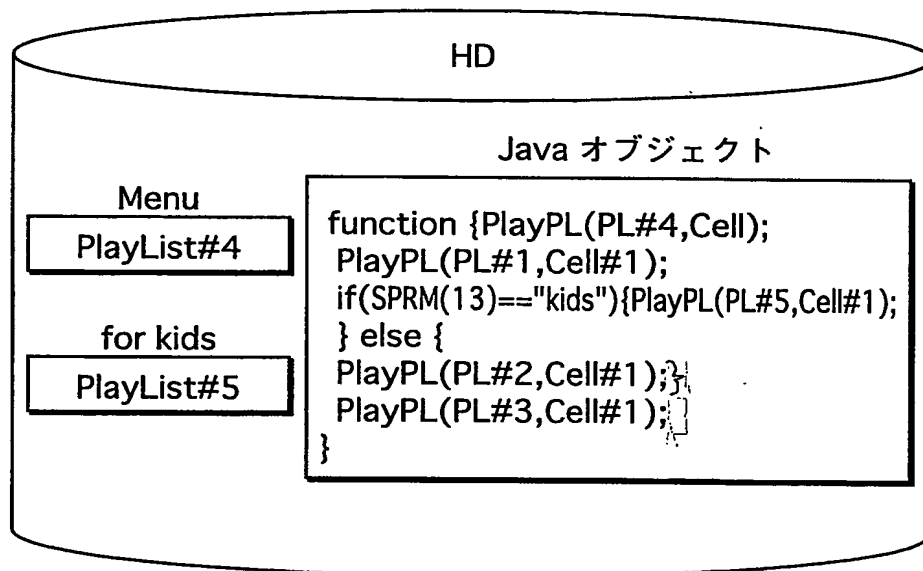 HD
Java オブジェクト
Menu
PlayList#4
for kids
PlayList#5
function {PlayPL(PL#4,Cell);
PlayPL(PL#1,Cell#1);
if(SPRM(13)=="kids"){PlayPL(PL#5,Cell#1);
} else {
PlayPL(PL#2,Cell#1);}
PlayPL(PL#3,Cell#1);
}